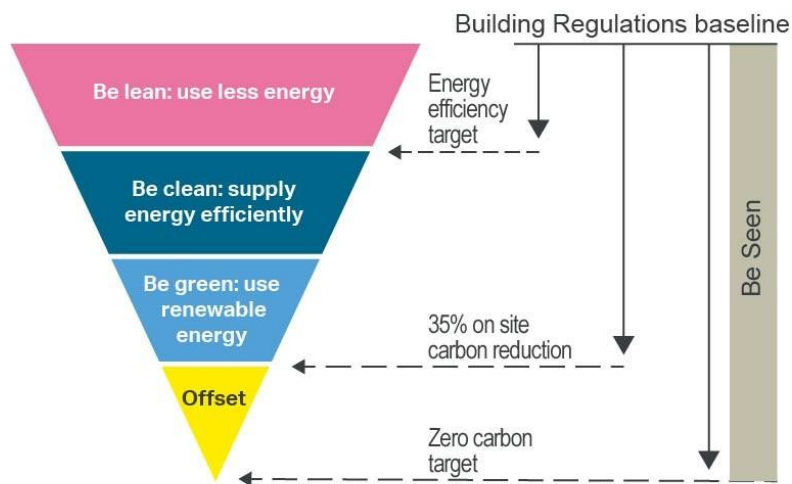 Building Regulations baseline
Be lean: use less energy
Energy
efficiency
target
Be clean: supply
energy efficiently
Be green: use
renewable
energy
35% on site
carbon reduction
Offset
Zero carbon
target
Be Seen